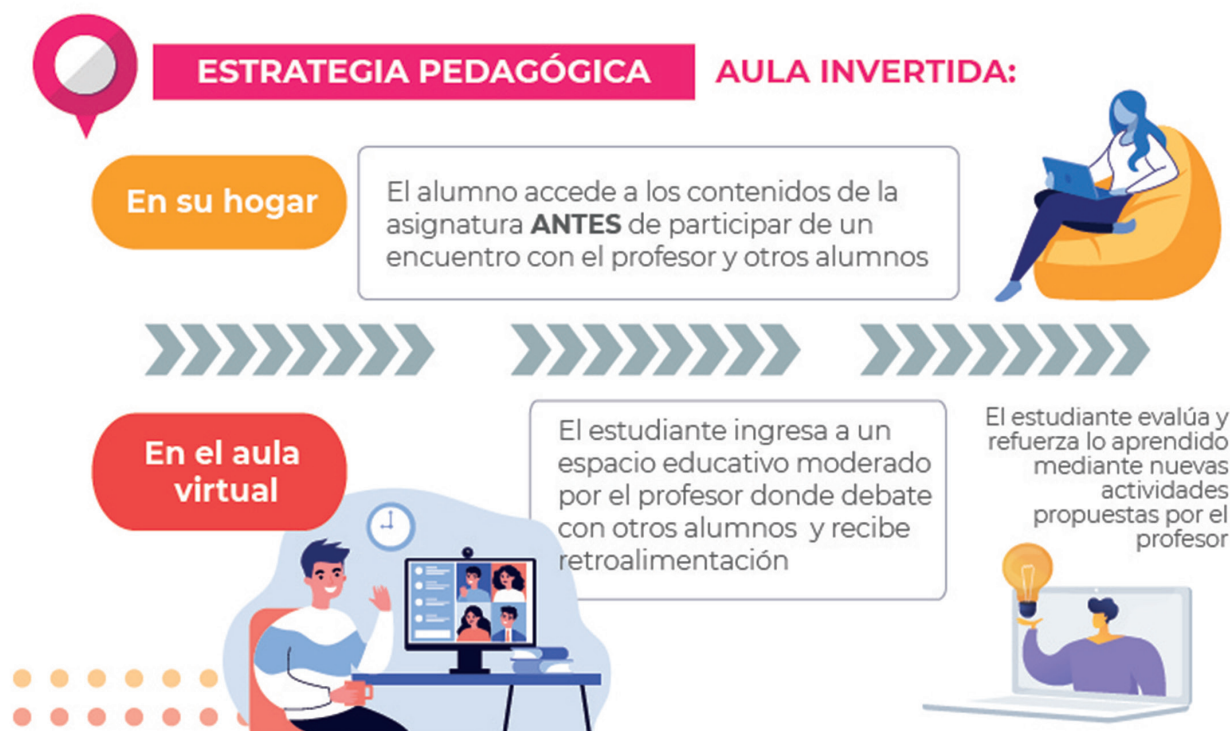 ESTRATEGIA PEDAGÓGICA AULA INVERTIDA:
En su hogar
El alumno accede a los contenidos de la
asignatura ANTES de participar de un
encuentro con el profesor y otros alumnos
En el aula
virtual
El estudiante ingresa a un
espacio educativo moderado
por el profesor donde debate
con otros alumnos y recibe
retroalimentación
El estudiante evalúa y
refuerza lo aprendido
mediante nuevas
actividades
propuestas por el
profesor